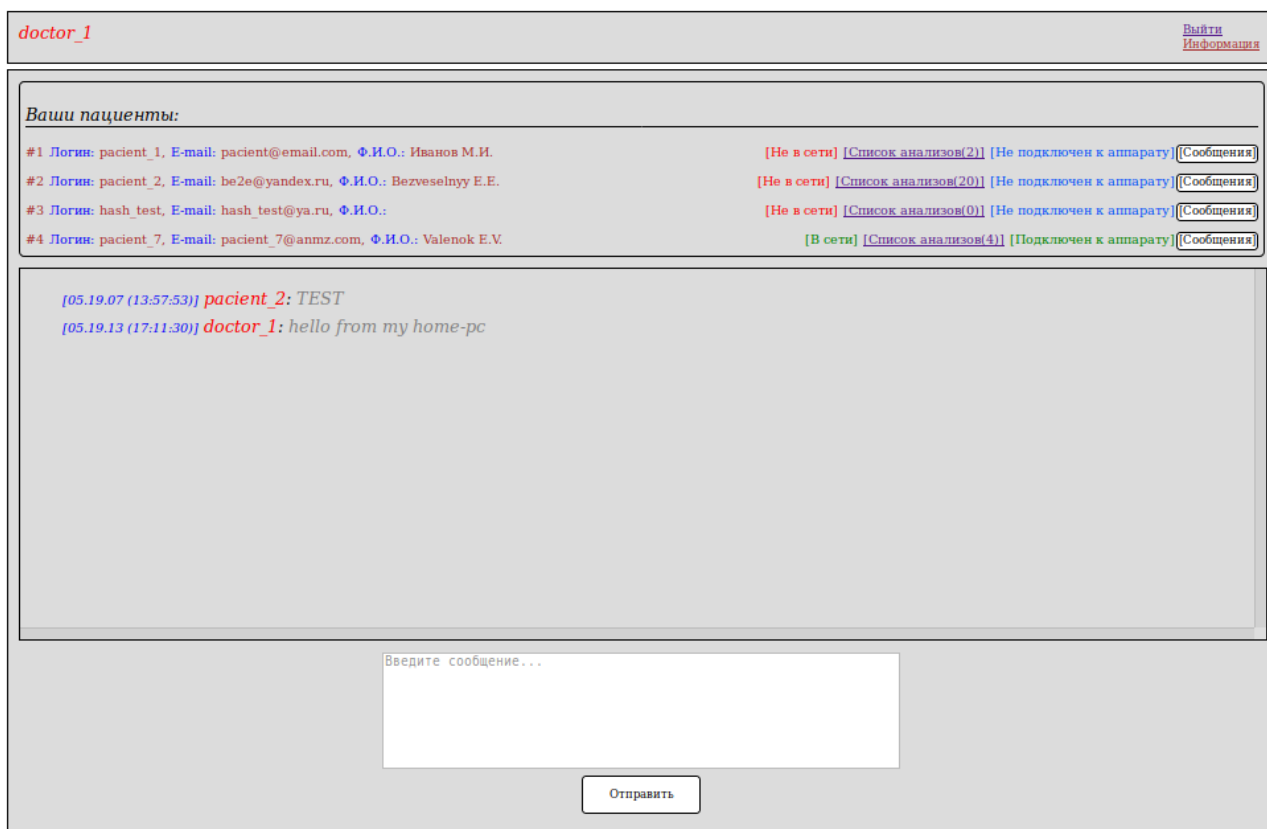 doctor_1
Выйти
Информация
Ваши пациенты:
#1 Логин: pacient_1, E-mail: pacient@email.com, Ф.И.О.: Иванов М.И. [Не в сети] [Список анализов(2)] [Не подключен к аппарату] [Сообщения]
#2 Логин: pacient_2, E-mail: be2e@yandex.ru, Ф.И.О.: Bezveselnyy E.E. [Не в сети] [Список анализов(20)] [Не подключен к аппарату] [Сообщения]
#3 Логин: hash_test, E-mail: hash_test@ya.ru, Ф.И.О.: [Не в сети] [Список анализов(0)] [Не подключен к аппарату] [Сообщения]
#4 Логин: pacient_7, E-mail: pacient_7@anmz.com, Ф.И.О.: Valenok E.V. [В сети] [Список анализов(4)] [Подключен к аппарату] [Сообщения]
[05.19.07 (13:57:53)] pacient_2: TEST
[05.19.13 (17:11:30)] doctor_1: hello from my home-pc
Введите сообщение...
Отправить